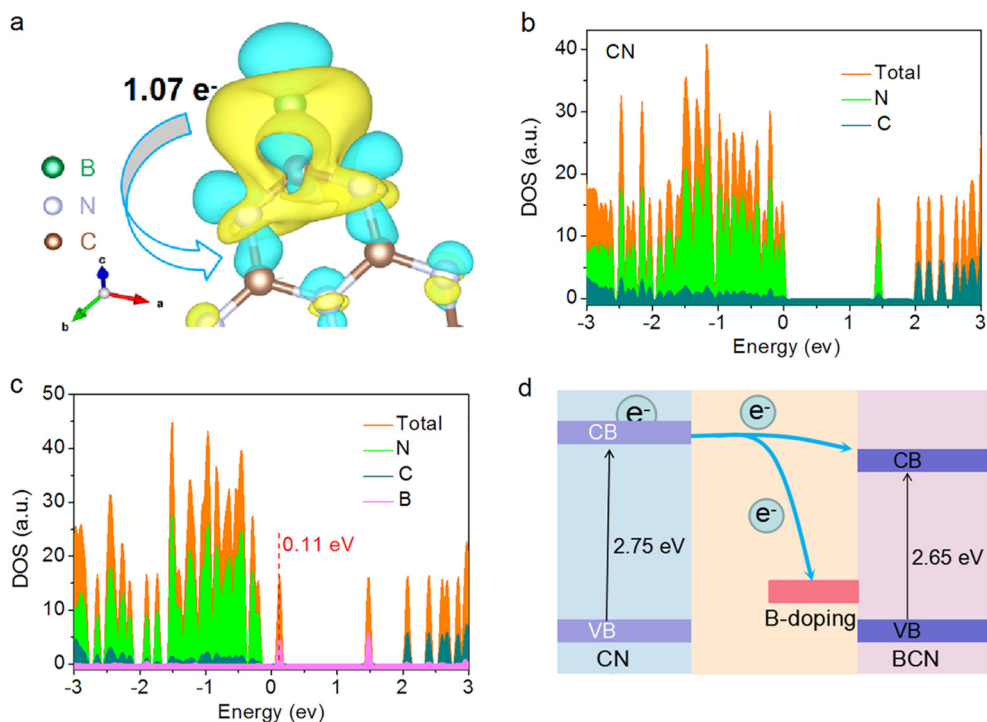 a
1.07 e-
B
N
C
c
a
b
b
CN
Total
N
C
DOS (a.u.)
40
30
20
10
0
-3 -2 -1 0 1 2 3
Energy (ev)
c
Total
N
C
B
0.11 eV
DOS (a.u.)
50
40
30
20
10
0
-3 -2 -1 0 1 2 3
Energy (ev)
d
e-
e-
CB
CB
e-
2.75 eV
2.65 eV
B-doping
VB
VB
CN
BCN